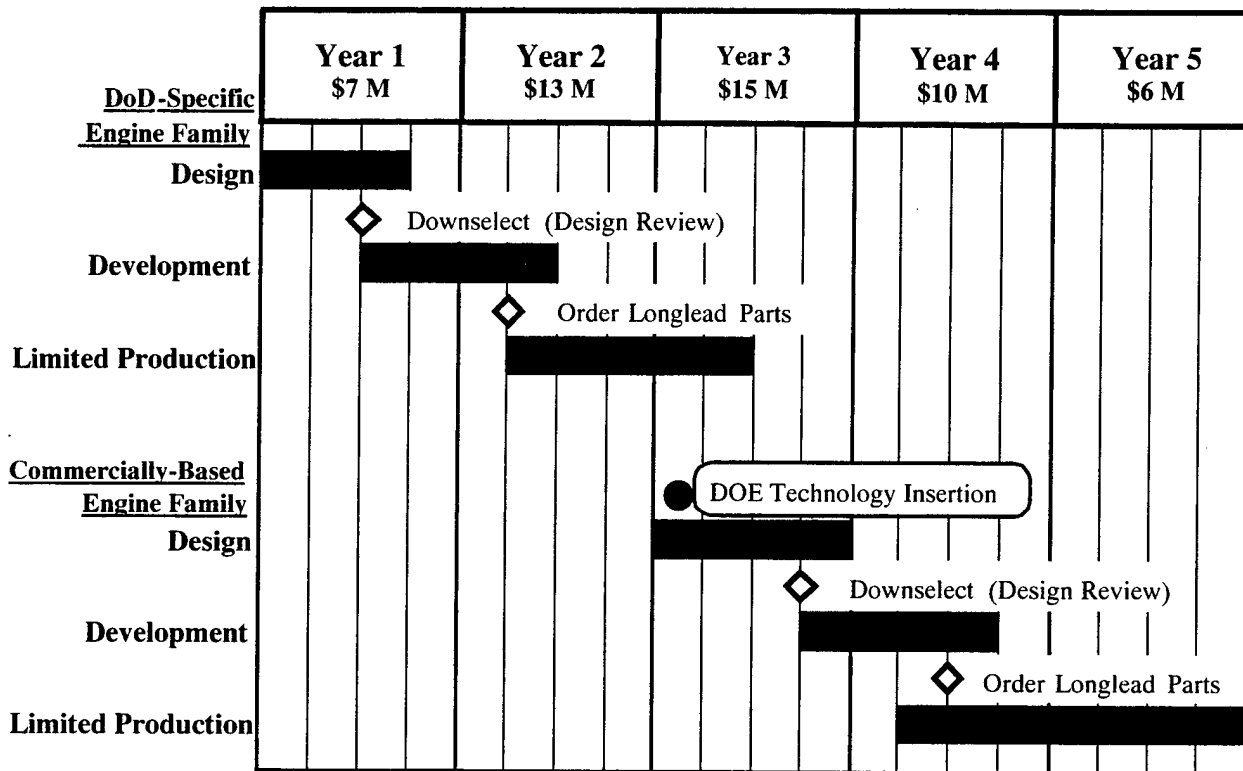 Year 1
$7 M
Year 2
$13 M
Year 3
$15 M
Year 4
$10 M
Year 5
$6 M
DoD-Specific
Engine Family
Design
Downselect (Design Review)
Development
Order Longlead Parts
Limited Production
Commercially-Based
Engine Family
DOE Technology Insertion
Design
Downselect (Design Review)
Development
Order Longlead Parts
Limited Production